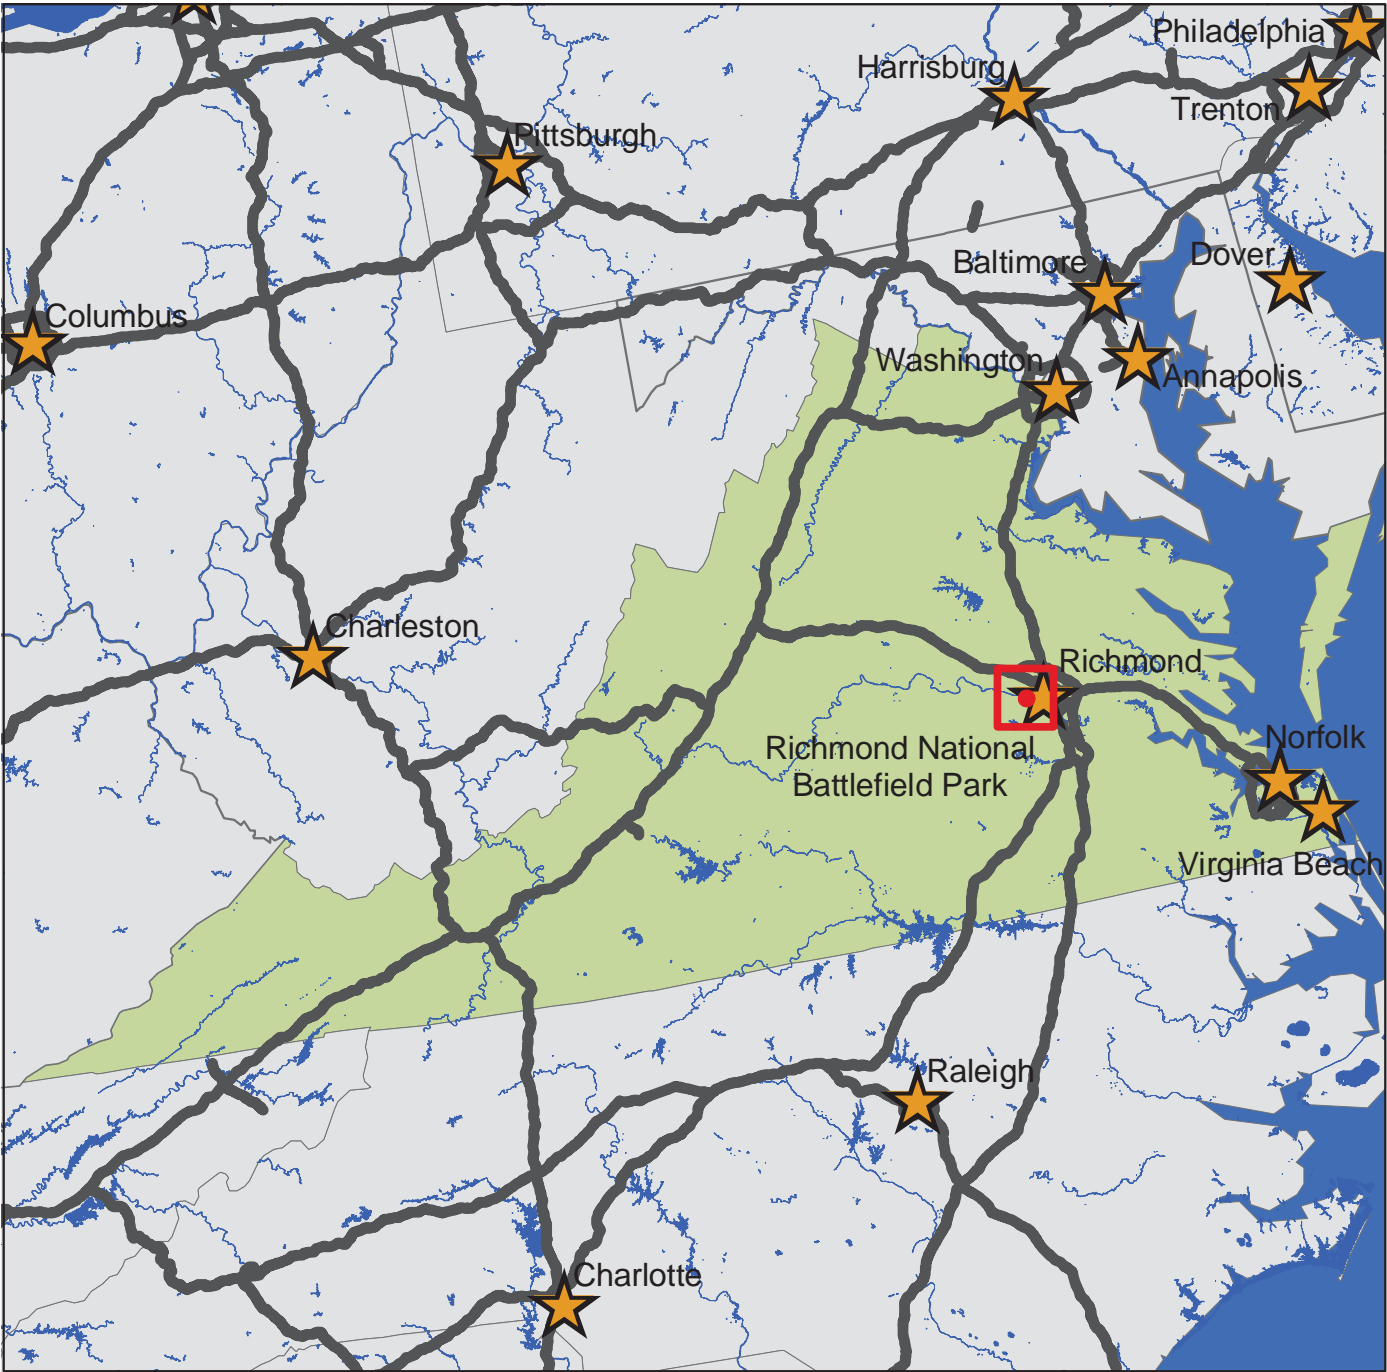 Philadelphia
Harrisburg
Trenton
Pittsburgh
Dover
Baltimore
Columbus
Washington
Annapolis
Charleston
Richmond
Richmond National
Battlefield Park
Norfolk
Virginia Beach
Raleigh
Charlotte